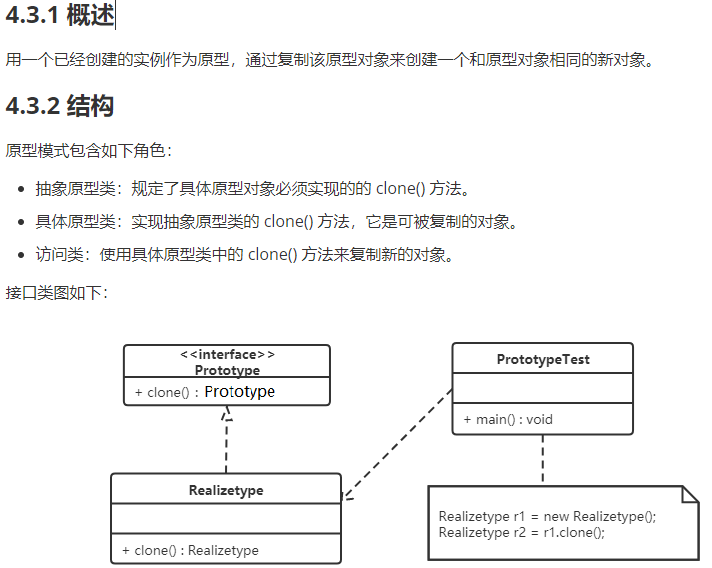 4.3.1 概述
用一个已经创建的实例作为原型，通过复制该原型对象来创建一个和原型对象相同的新对象。
4.3.2 结构
原型模式包含如下角色：
抽象原型类：规定了具体原型对象必须实现的的 clone() 方法。
具体原型类：实现抽象原型类的 clone() 方法，它是可被复制的对象。
访问类：使用具体原型类中的 clone() 方法来复制新的对象。
接口类图如下：
<<interface>>
Prototype
+ clone() : Prototype
PrototypeTest
+ main() : void
Realizetype
+ clone() : Realizetype
Realizetype r1 = new Realizetype();
Realizetype r2 = r1.clone();